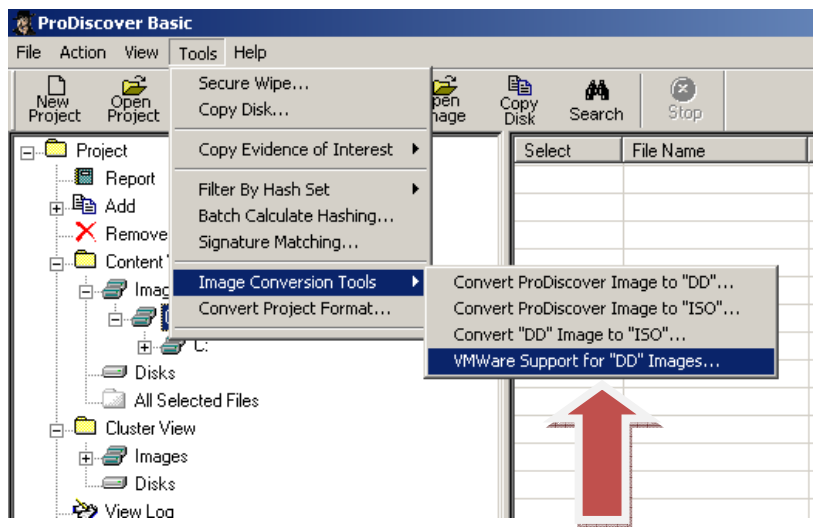 ProDiscover Basic
File Action View Tools Help
New Project
Open Project
Copy Disk
Search
Stop
Secure Wipe...
Copy Disk...
Copy Evidence of Interest
Filter By Hash Set
Batch Calculate Hashing...
Signature Matching...
Image Conversion Tools
Convert Project Format...
Convert ProDiscover Image to "DD"...
Convert ProDiscover Image to "ISO"...
Convert "DD" Image to "ISO"...
VMWare Support for "DD" Images...
Select File Name
Project
Report
Add
Remove
Content
C:
Disks
All Selected Files
Cluster View
Images
Disks
View Log